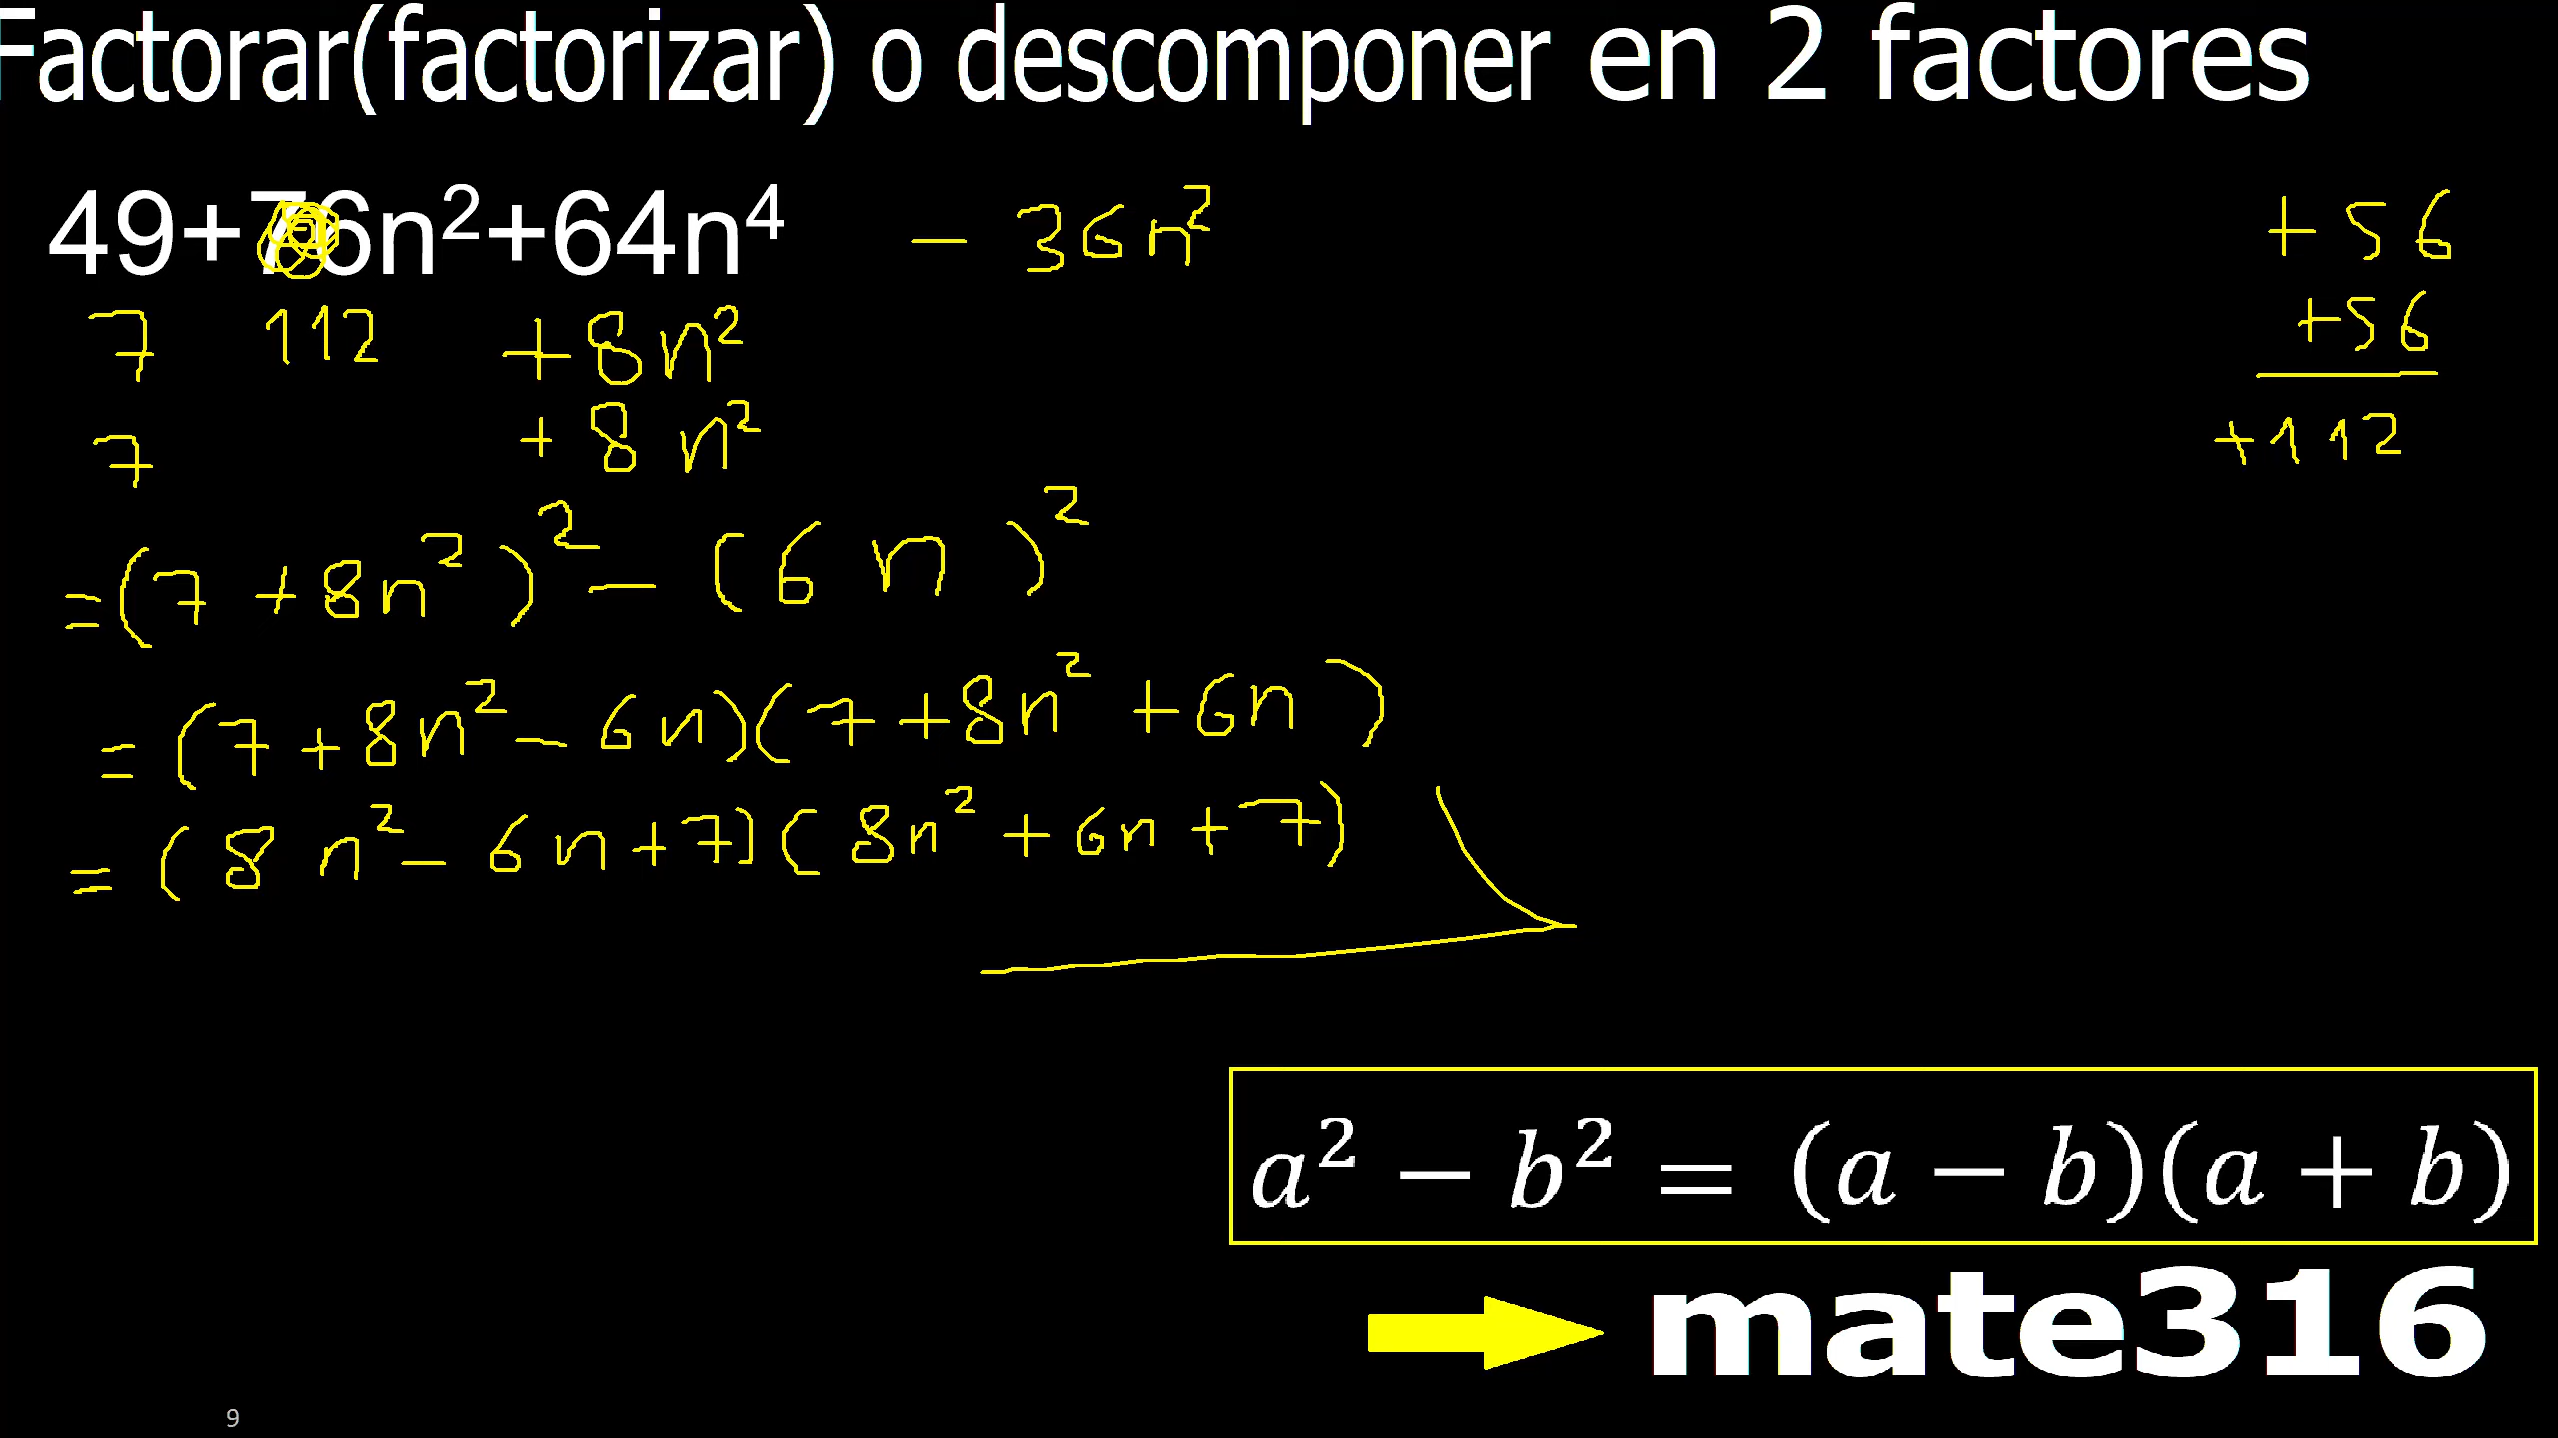 Factorar(factorizar) o descomponer en 2 factores
49+76n²+64n⁴ - 36n²
7 112 +8n²
7 +8n²
+56
+56
+112
=(7+8n²)² - (6n)²
=(7+8n²-6n)(7+8n²+6n)
=(8n²-6n+7)(8n²+6n+7)
a² − b² = (a − b)(a + b)
mate316
9